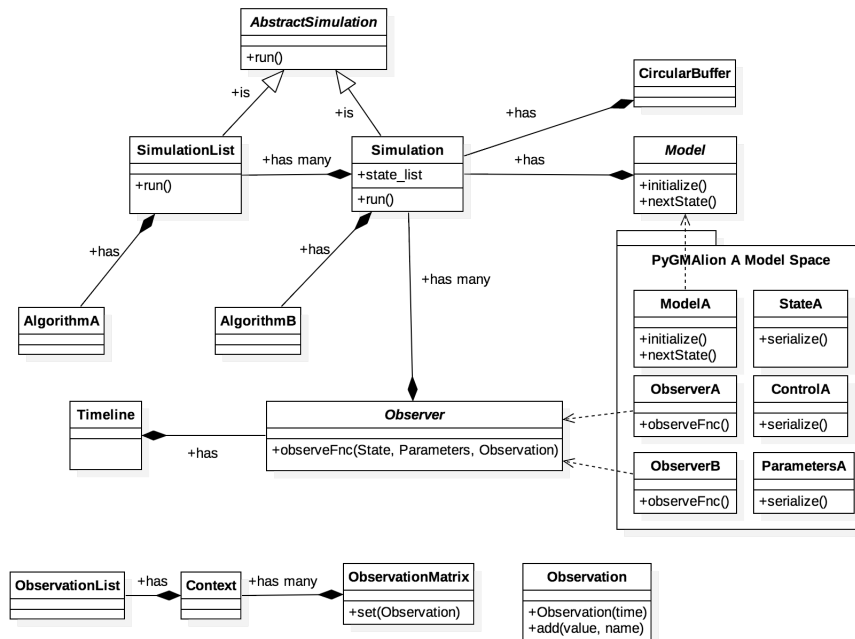 AbstractSimulation
+run()
+is
+is
CircularBuffer
+has
SimulationList
+run()
+has many
Simulation
+state_list
+run()
+has
Model
+initialize()
+nextState()
+has
+has
+has many
AlgorithmA
AlgorithmB
PyGMAlion A Model Space
ModelA
+initialize()
+nextState()
StateA
+serialize()
ObserverA
+observeFnc()
ControlA
+serialize()
ObserverB
+observeFnc()
ParametersA
+serialize()
Timeline
+has
Observer
+observeFnc(State, Parameters, Observation)
ObservationList
+has
Context
+has many
ObservationMatrix
+set(Observation)
Observation
+Observation(time)
+add(value, name)